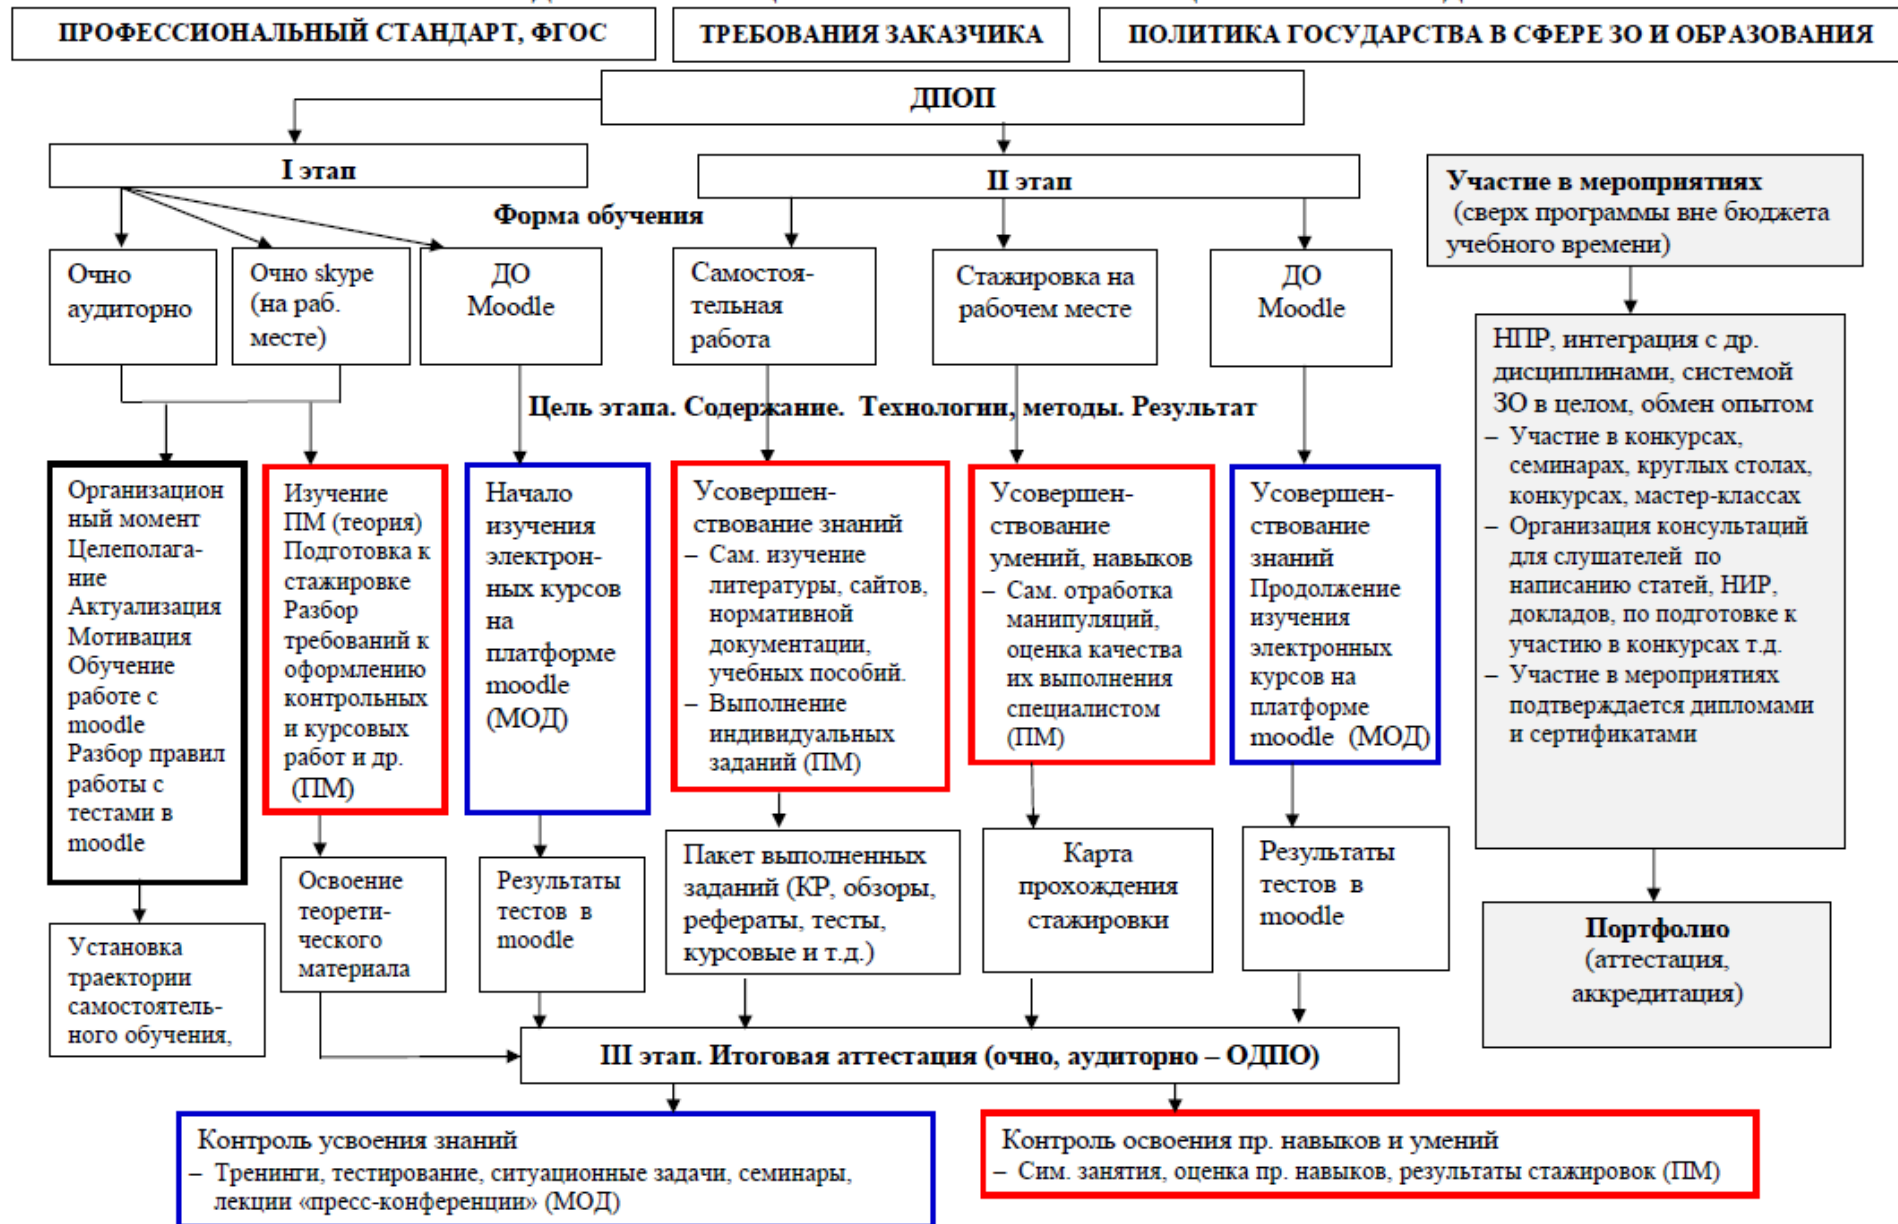 ПРОФЕССИОНАЛЬНЫЙ СТАНДАРТ, ФГОС
ТРЕБОВАНИЯ ЗАКАЗЧИКА
ПОЛИТИКА ГОСУДАРСТВА В СФЕРЕ ЗО И ОБРАЗОВАНИЯ
ДПОП
I этап
II этап
Участие в мероприятиях
(сверх программы вне бюджета
учебного времени)
Форма обучения
Очно
аудиторно
Очно skype
(на раб.
месте)
ДО
Moodle
Самостоя-
тельная
работа
Стажировка на
рабочем месте
ДО
Moodle
НПР, интеграция с др.
дисциплинами, системой
ЗО в целом, обмен опытом
– Участие в конкурсах,
семинарах, круглых столах,
конкурсах, мастер-классах
– Организация консультаций
для слушателей по
написанию статей, НИР,
докладов, по подготовке к
участию в конкурсах т.д.
– Участие в мероприятиях
подтверждается дипломами
и сертификатами
Цель этапа. Содержание. Технологии, методы. Результат
Организацион
ный момент
Целеполага-
ние
Актуализация
Мотивация
Обучение
работе с
moodle
Разбор правил
работы с
тестами в
moodle
Изучение
ПМ (теория)
Подготовка к
стажировке
Разбор
требований к
оформлению
контрольных
и курсовых
работ и др.
(ПМ)
Начало
изучения
электрон-
ных курсов
на
платформе
moodle
(МОД)
Усовершен-
ствование знаний
– Сам. изучение
литературы, сайтов,
нормативной
документации,
учебных пособий.
– Выполнение
индивидуальных
заданий (ПМ)
Усовершен-
ствование
умений, навыков
– Сам. отработка
манипуляций,
оценка качества
их выполнения
специалистом
(ПМ)
Усовершен-
ствование
знаний
Продолжение
изучения
электронных
курсов на
платформе
moodle (МОД)
Установка
траектории
самостоятель-
ного обучения,
Освоение
теорети-
ческого
материала
Результаты
тестов в
moodle
Пакет выполненных
заданий (КР, обзоры,
рефераты, тесты,
курсовые и т.д.)
Карта
прохождения
стажировки
Результаты
тестов в
moodle
Портфолио
(аттестация,
аккредитация)
III этап. Итоговая аттестация (очно, аудиторно – ОДПО)
Контроль усвоения знаний
– Тренинги, тестирование, ситуационные задачи, семинары,
лекции «пресс-конференции» (МОД)
Контроль освоения пр. навыков и умений
– Сим. занятия, оценка пр. навыков, результаты стажировок (ПМ)